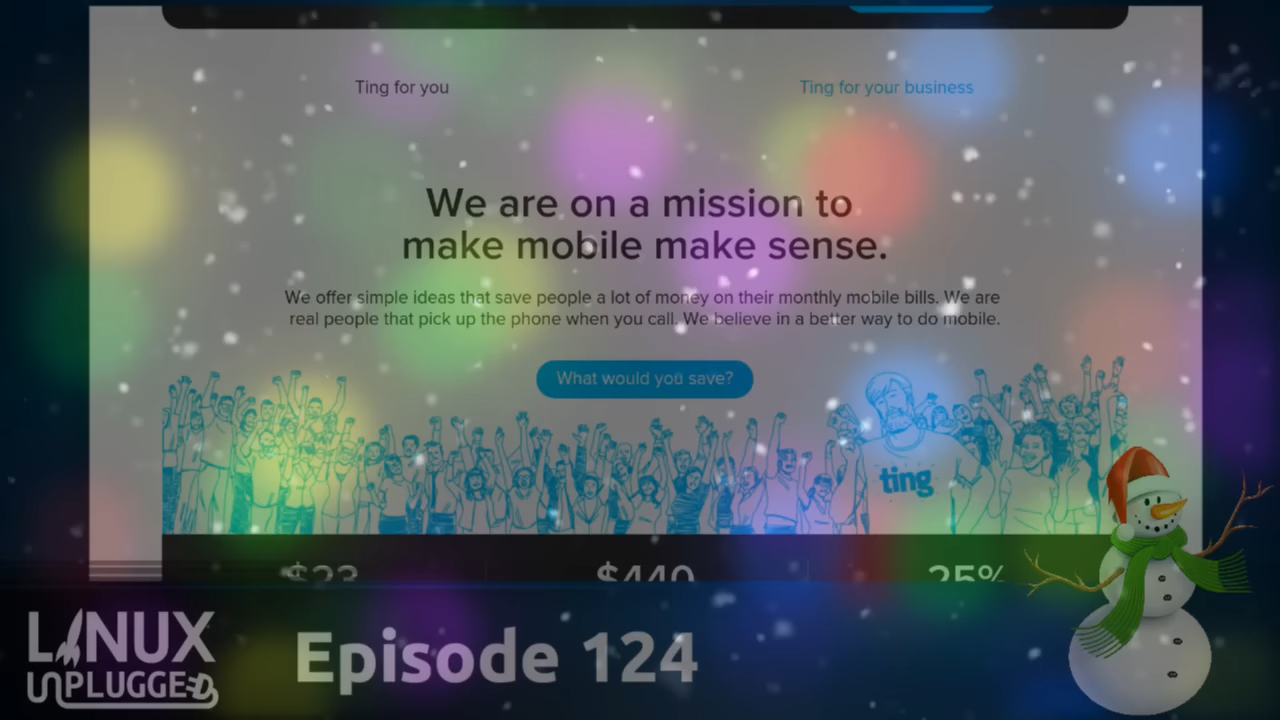 Ting for you
Ting for your business
We are on a mission to
make mobile make sense.
We offer simple ideas that save people a lot of money on their monthly mobile bills. We are
real people that pick up the phone when you call. We believe in a better way to do mobile.
What would you save?
ting
$23
$440
25%
LINUX
UNPLUGGED
Episode 124